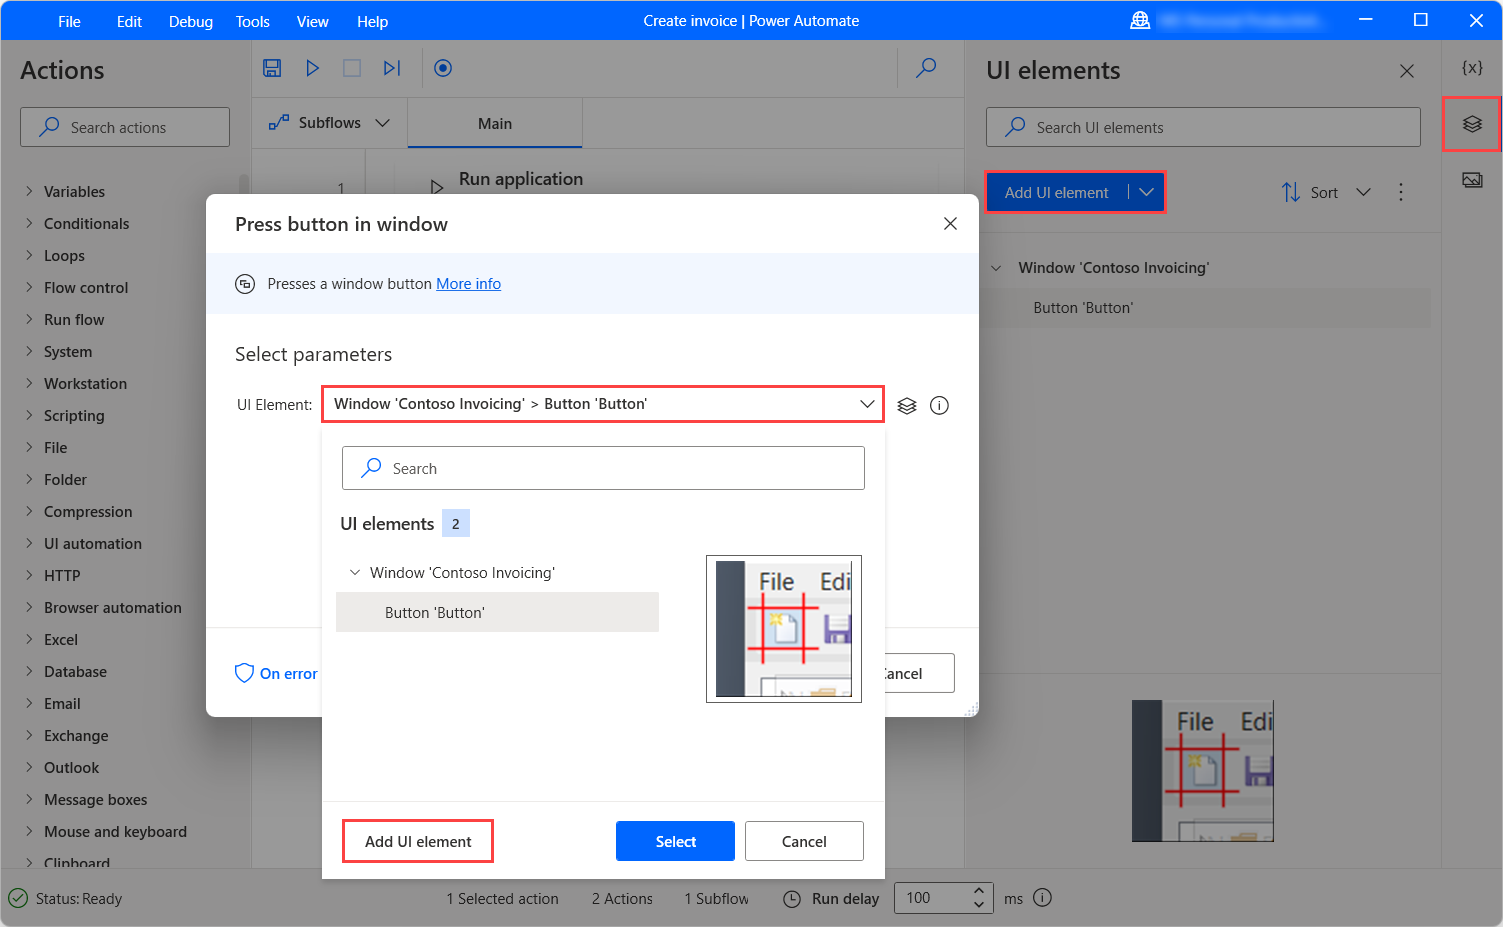 File Edit Debug Tools View Help
Create invoice | Power Automate
Actions
Search actions
Variables
Conditionals
Loops
Flow control
Run flow
System
Workstation
Scripting
File
Folder
Compression
UI automation
HTTP
Browser automation
Excel
Database
Email
Exchange
Outlook
Message boxes
Mouse and keyboard
Clipboard
Subflows
Main
1
Run application
Press button in window
Presses a window button More info
Select parameters
UI Element: Window 'Contoso Invoicing' > Button 'Button'
Search
UI elements 2
Window 'Contoso Invoicing'
Button 'Button'
File Edi
On error
Cancel
Add UI element
Select
Cancel
UI elements
{x}
Search UI elements
Add UI element
Sort
Window 'Contoso Invoicing'
Button 'Button'
File Edi
Status: Ready
1 Selected action
2 Actions
1 Subflow
Run delay
100
ms